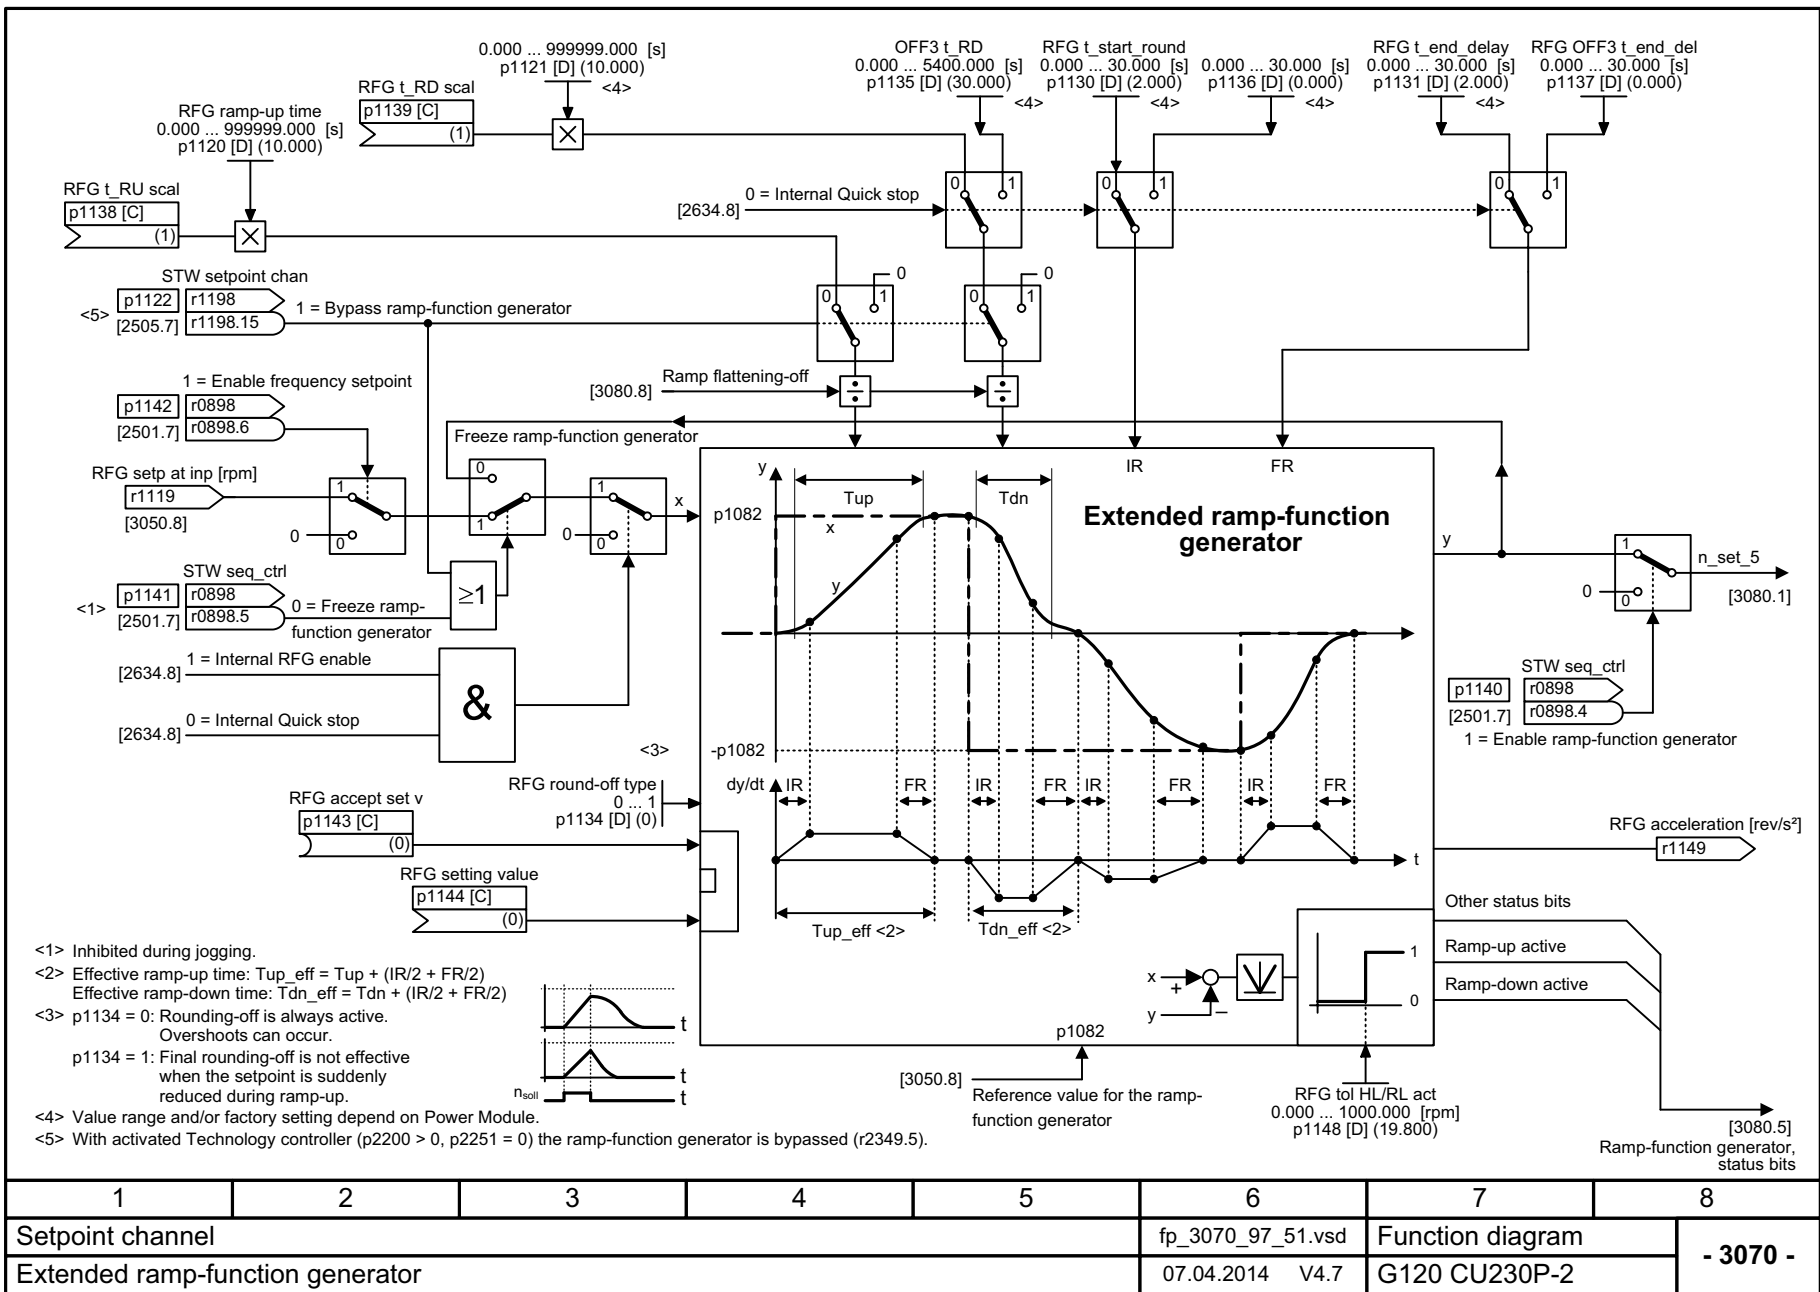 0.000 ... 999999.000 [s]
p1121 [D] (10.000)
<4>
OFF3 t_RD
0.000 ... 5400.000 [s]
p1135 [D] (30.000)
<4>
RFG t_start_round
0.000 ... 30.000 [s]
p1130 [D] (2.000)
<4>
0.000 ... 30.000 [s]
p1136 [D] (0.000)
<4>
RFG t_end_delay
0.000 ... 30.000 [s]
p1131 [D] (2.000)
<4>
RFG OFF3 t_end_del
0.000 ... 30.000 [s]
p1137 [D] (0.000)
RFG t_RD scal
p1139 [C]
(1)
RFG ramp-up time
0.000 ... 999999.000 [s]
p1120 [D] (10.000)
RFG t_RU scal
p1138 [C]
(1)
[2634.8]
0 = Internal Quick stop
0 1
0 1
0 1
STW setpoint chan
<5>
p1122
r1198
[2505.7]
r1198.15
1 = Bypass ramp-function generator
0 1
0
0 1
0
[3080.8]
Ramp flattening-off
÷
÷
1 = Enable frequency setpoint
p1142
r0898
[2501.7]
r0898.6
Freeze ramp-function generator
RFG setp at inp [rpm]
r1119
[3050.8]
1
0
0
0
1
1
0
0
x
STW seq_ctrl
<1>
p1141
r0898
[2501.7]
r0898.5
0 = Freeze ramp-
function generator
≥1
[2634.8]
1 = Internal RFG enable
[2634.8]
0 = Internal Quick stop
&
IR
FR
Extended ramp-function
generator
y
Tup
Tdn
p1082
x
y
-p1082
dy/dt
IR
FR
IR
FR
IR
FR
IR
FR
t
Tup_eff <2>
Tdn_eff <2>
y
1
0
0
n_set_5
[3080.1]
STW seq_ctrl
p1140
r0898
[2501.7]
r0898.4
1 = Enable ramp-function generator
<3>
RFG round-off type
0 ... 1
p1134 [D] (0)
RFG accept set v
p1143 [C]
(0)
RFG setting value
p1144 [C]
(0)
RFG acceleration [rev/s²]
r1149
Other status bits
Ramp-up active
Ramp-down active
x
+
y
–
1
0
p1082
[3050.8]
Reference value for the ramp-
function generator
RFG tol HL/RL act
0.000 ... 1000.000 [rpm]
p1148 [D] (19.800)
[3080.5]
Ramp-function generator,
status bits
<1> Inhibited during jogging.
<2> Effective ramp-up time: Tup_eff = Tup + (IR/2 + FR/2)
Effective ramp-down time: Tdn_eff = Tdn + (IR/2 + FR/2)
<3> p1134 = 0: Rounding-off is always active.
Overshoots can occur.
p1134 = 1: Final rounding-off is not effective
when the setpoint is suddenly
reduced during ramp-up.
t
t
n_soll
t
<4> Value range and/or factory setting depend on Power Module.
<5> With activated Technology controller (p2200 > 0, p2251 = 0) the ramp-function generator is bypassed (r2349.5).
1 2 3 4 5 6 7 8
Setpoint channel
fp_3070_97_51.vsd
Function diagram
- 3070 -
Extended ramp-function generator
07.04.2014 V4.7
G120 CU230P-2